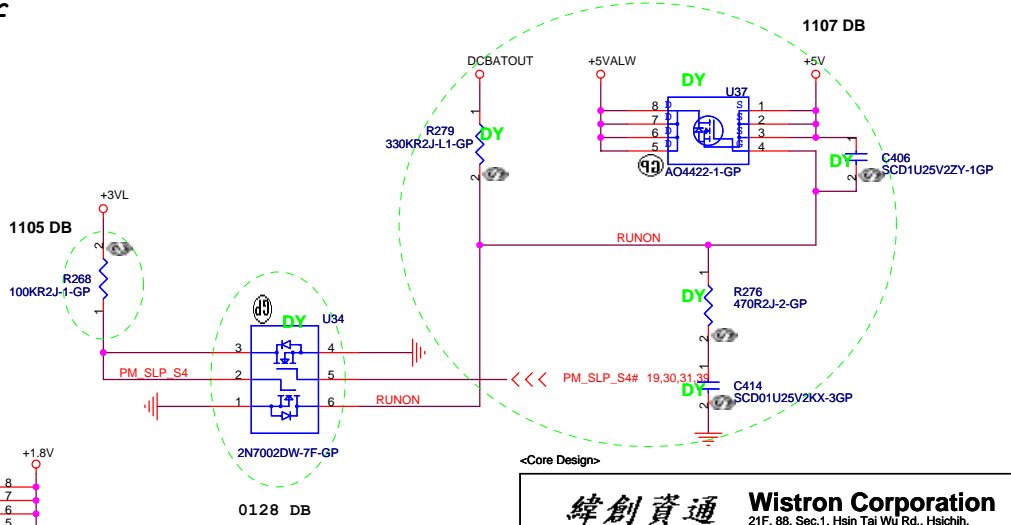 c
1107 DB
DCBATOUT
+5VALW
+5V
DY
U37
8 D S 1
7 D S 2
6 D S 3
5 D G 4
AO4422-1-GP
1
R279
330KR2J-L1-GP
DY
2
1
C406
SCD1U25V2ZY-1GP
DY
2
+3VL
1105 DB
2
R268
100KR2J-1-GP
1
RUNON
1
DY
R276
470R2J-2-GP
2
DY
U34
3
4
PM_SLP_S4
2
5
PM_SLP_S4# 19,30,31,39
1
6
RUNON
2N7002DW-7F-GP
1
DY
C414
SCD01U25V2KX-3GP
2
+1.8V
8
7
6
5
0128 DB
<Core Design>
緯創資通
Wistron Corporation
21F, 88, Sec.1, Hsin Tai Wu Rd., Hsichih,